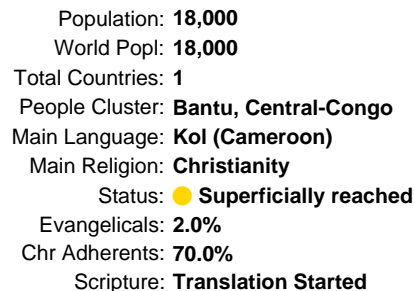 Population: 18,000
World Popl: 18,000
Total Countries: 1
People Cluster: Bantu, Central-Congo
Main Language: Kol (Cameroon)
Main Religion: Christianity
Status: Superficially reached
Evangelicals: 2.0%
Chr Adherents: 70.0%
Scripture: Translation Started